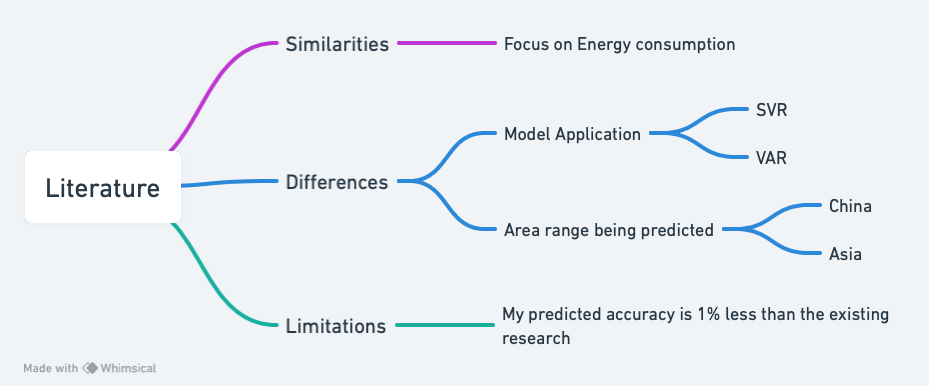 Literature
Similarities
Focus on Energy consumption
Differences
Model Application
SVR
VAR
Area range being predicted
China
Asia
Limitations
My predicted accuracy is 1% less than the existing
research
Made with Whimsical